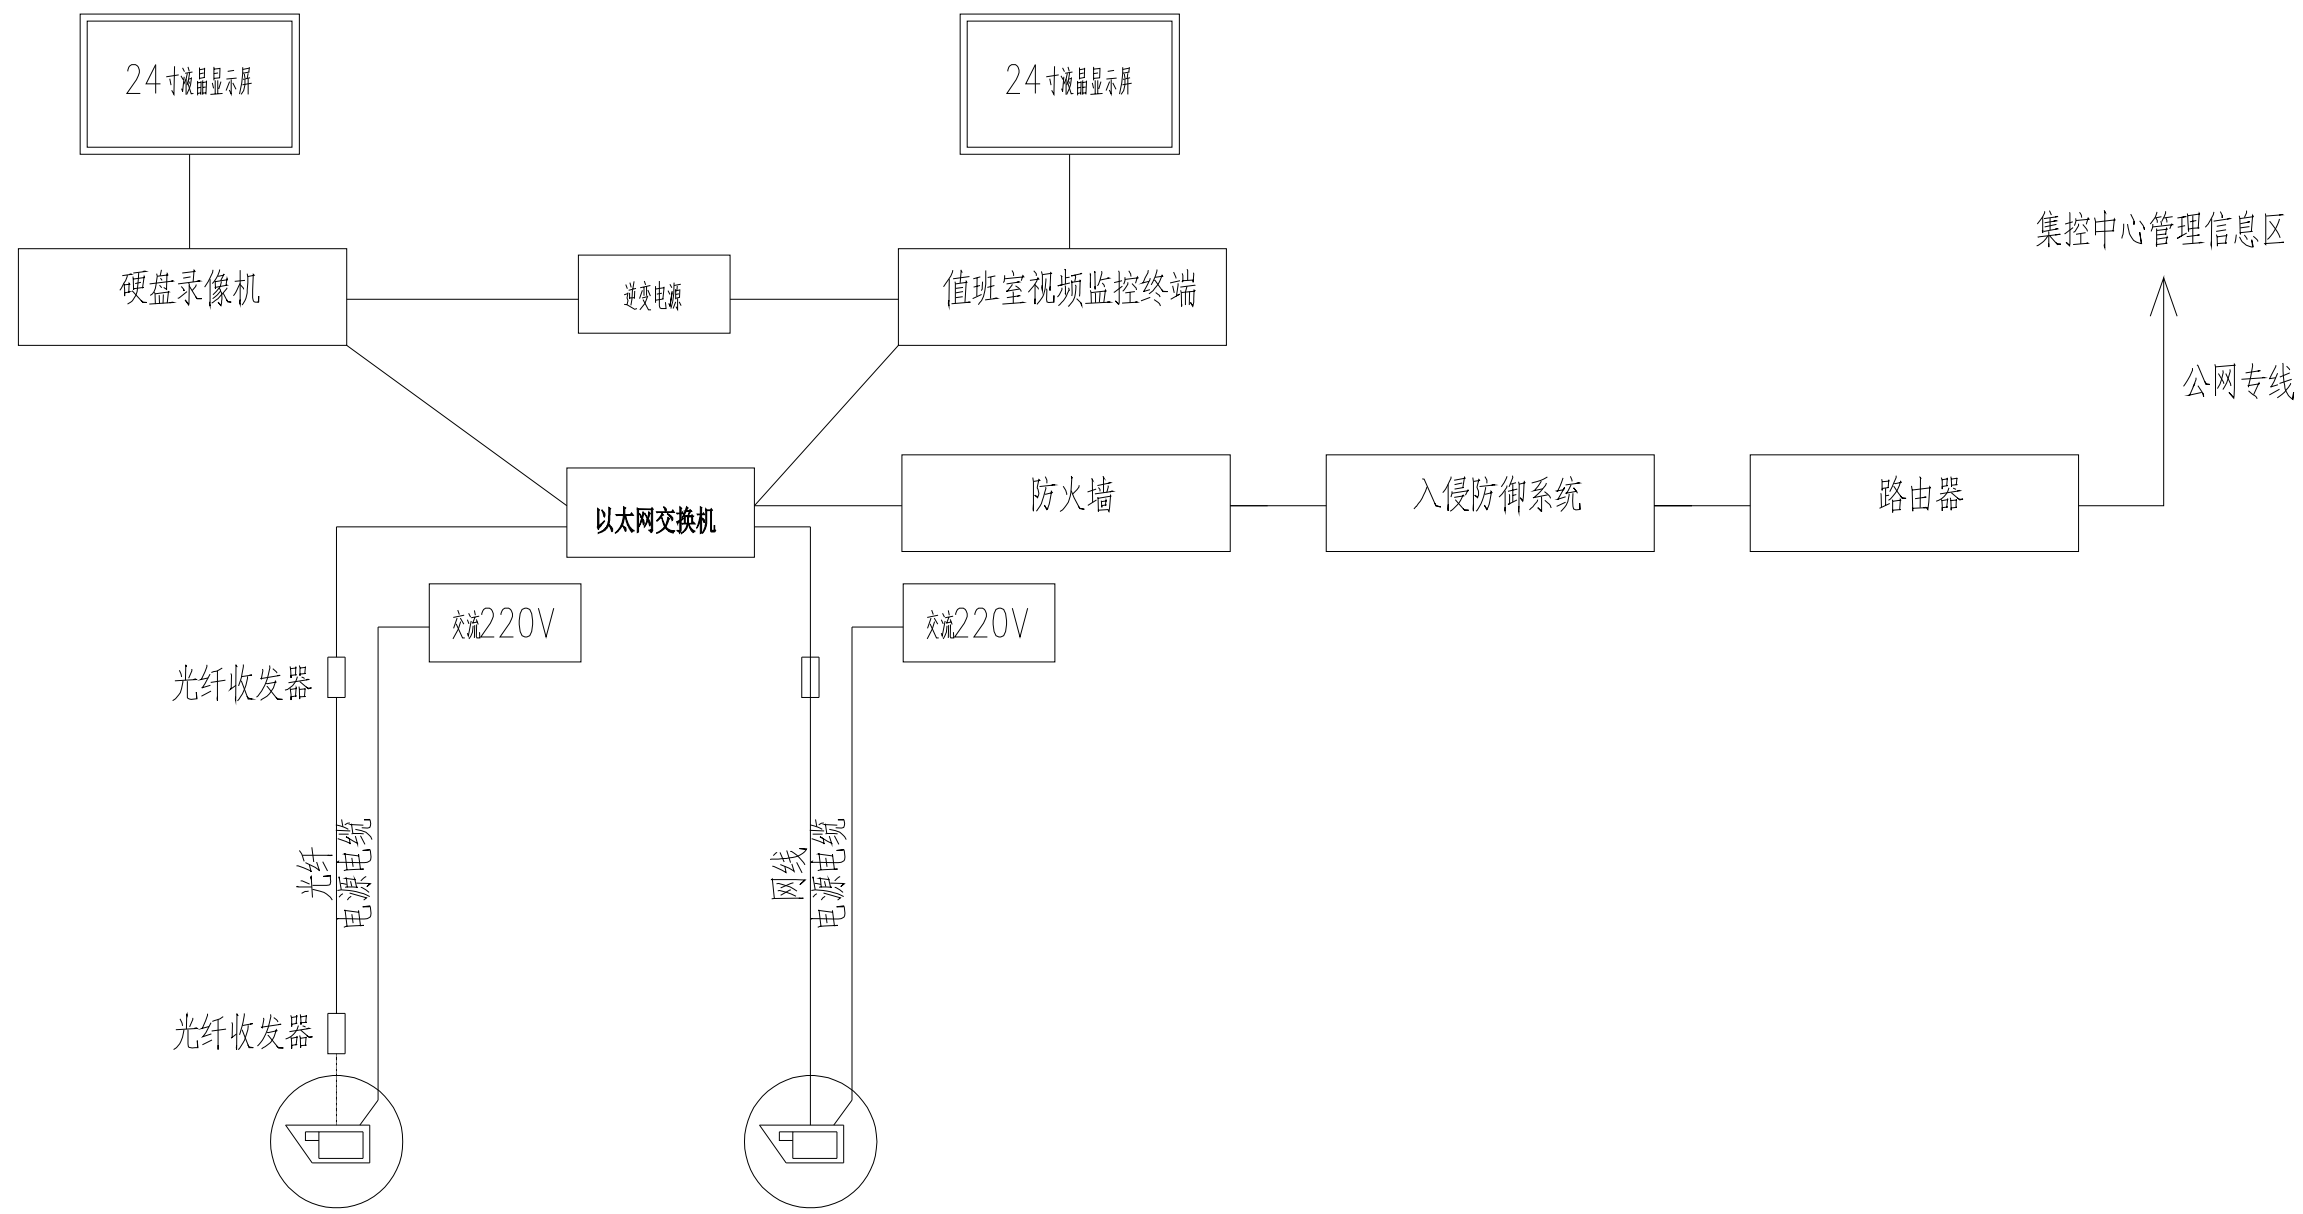 24寸液晶显示屏
24寸液晶显示屏
集控中心管理信息区
硬盘录像机
逆变电源
值班室视频监控终端
公网专线
以太网交换机
防火墙
入侵防御系统
路由器
交流220V
交流220V
光纤收发器
光纤
电源电缆
网线
电源电缆
光纤收发器